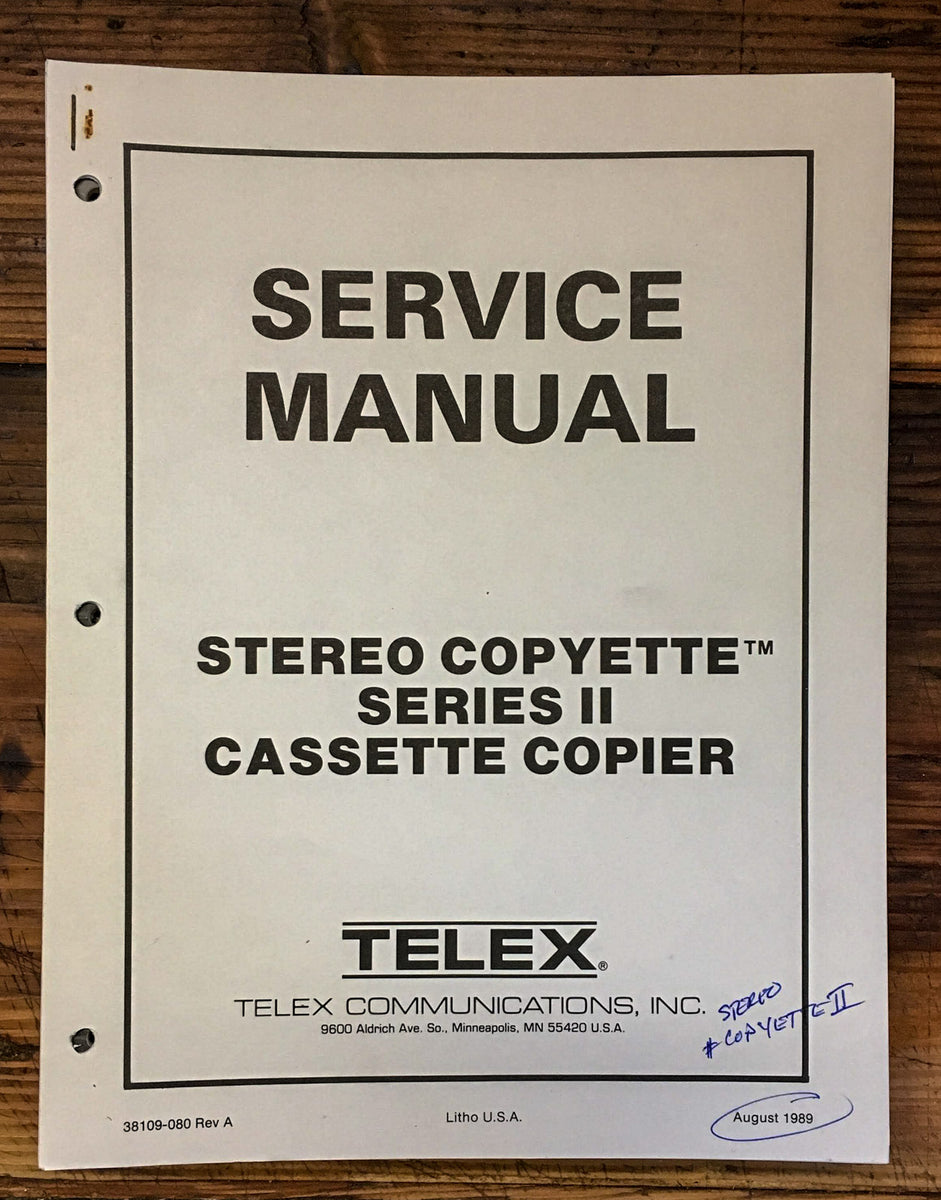 SERVICE
MANUAL
STEREO COPYETTE™
SERIES II
CASSETTE COPIER
TELEX®
TELEX COMMUNICATIONS, INC.
9600 Aldrich Ave. So., Minneapolis, MN 55420 U.S.A.
STEREO
#COPYETTE II
38109-080 Rev A
Litho U.S.A.
August 1989